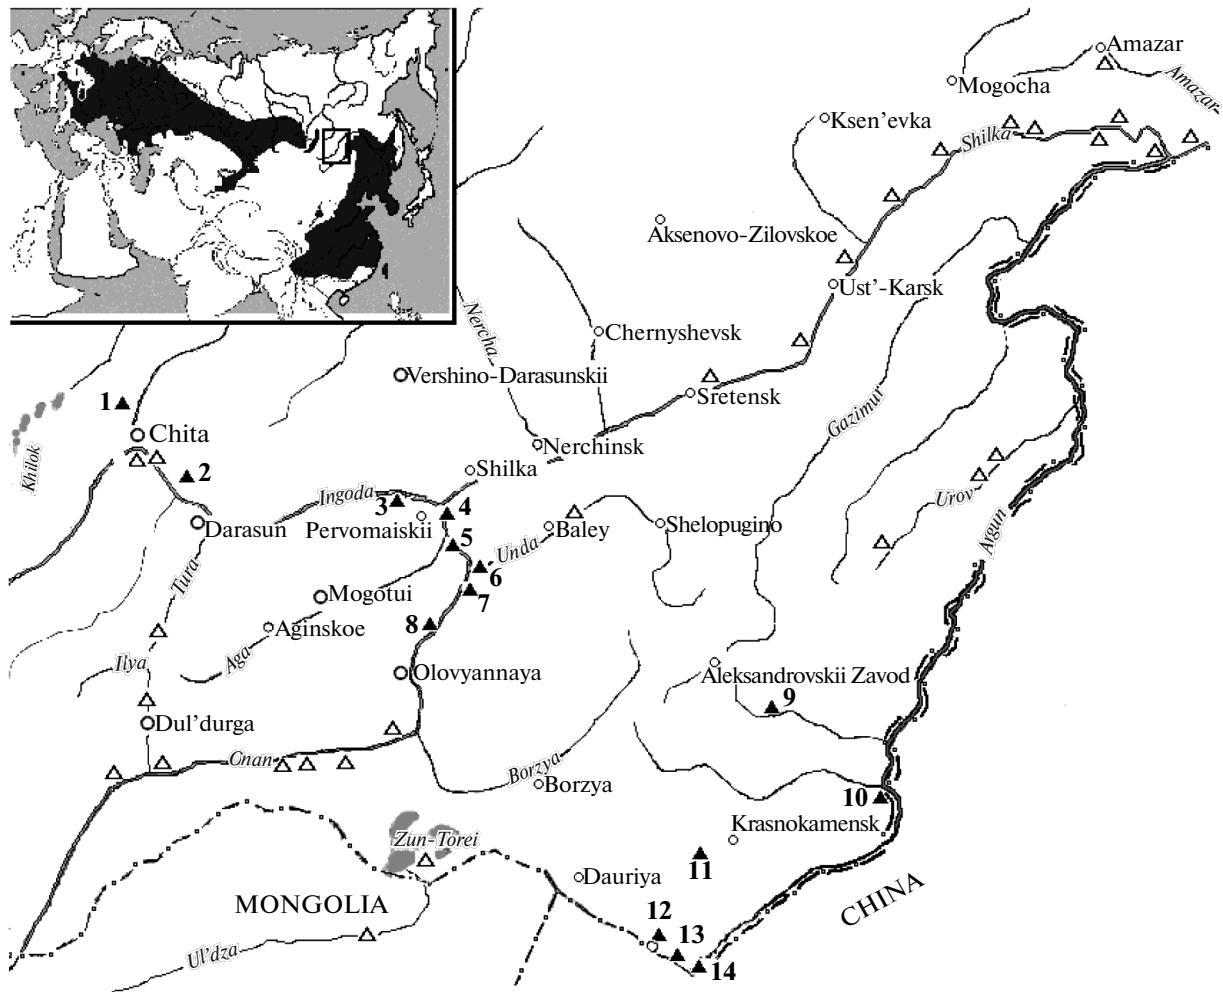 Amazar
Mogocha
Amazar
Ksen’evka
Shilka
Aksenovo-Zilovskoe
Ust’-Karsk
Nercha
Chernyshevsk
Vershino-Darasunskii
Sretensk
Gazimur
1
Chita
Nerchinsk
Khilok
2
Shilka
Ingoda
3
4
Urov
Darasun
Pervomaiskii
Baley
Shelopugino
Argun
5
Unda
Tura
6
Mogotui
7
8
Aginskoe
Aga
Ilya
Olovyannaya
Aleksandrovskii Zavod
9
Dul’durga
Cnan
Borzya
Borzya
10
Krasnokamensk
Zun-Torei
11
Dauriya
MONGOLIA
CHINA
12
13
Ul’dza
14